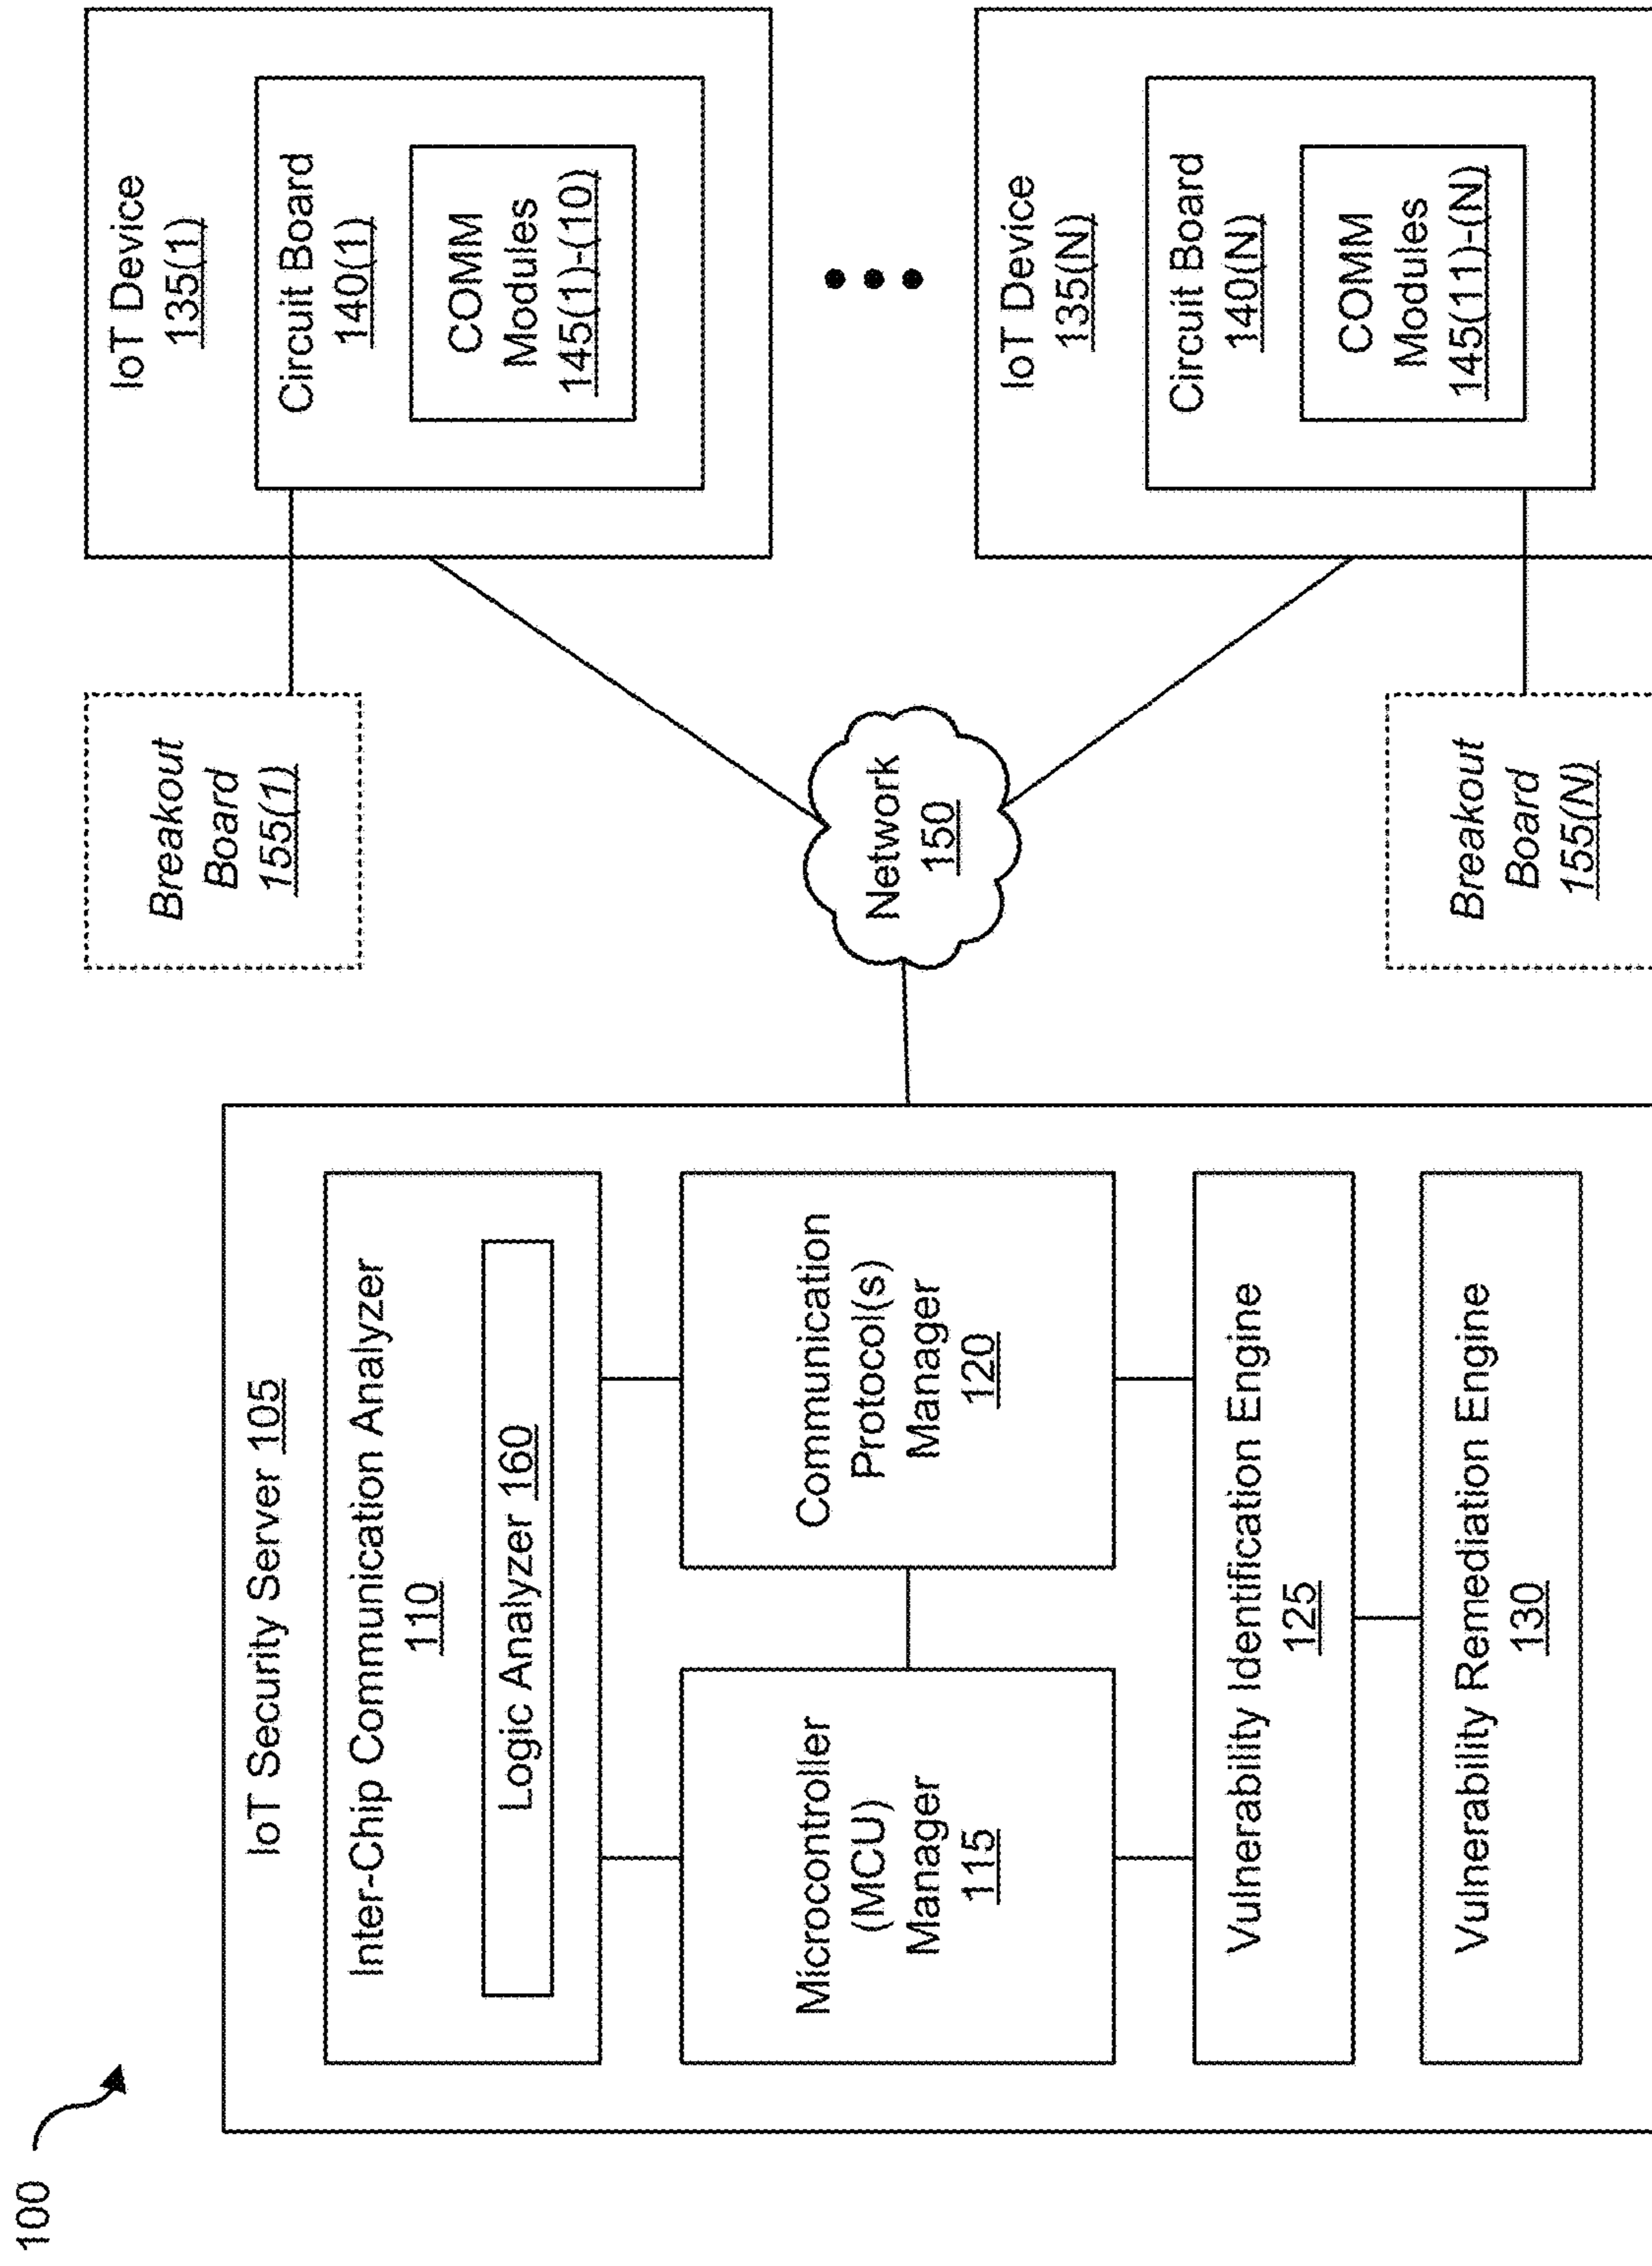 100
IoT Security Server 105
Inter-Chip Communication Analyzer
110
Logic Analyzer 160
Microcontroller
(MCU)
Manager
115
Communication
Protocol(s)
Manager
120
Vulnerability Identification Engine
125
Vulnerability Remediation Engine
130
Network
150
Breakout
Board
155(1)
Breakout
Board
155(N)
IoT Device
135(1)
Circuit Board
140(1)
COMM
Modules
145(1)-(10)
IoT Device
135(N)
Circuit Board
140(N)
COMM
Modules
145(11)-(N)